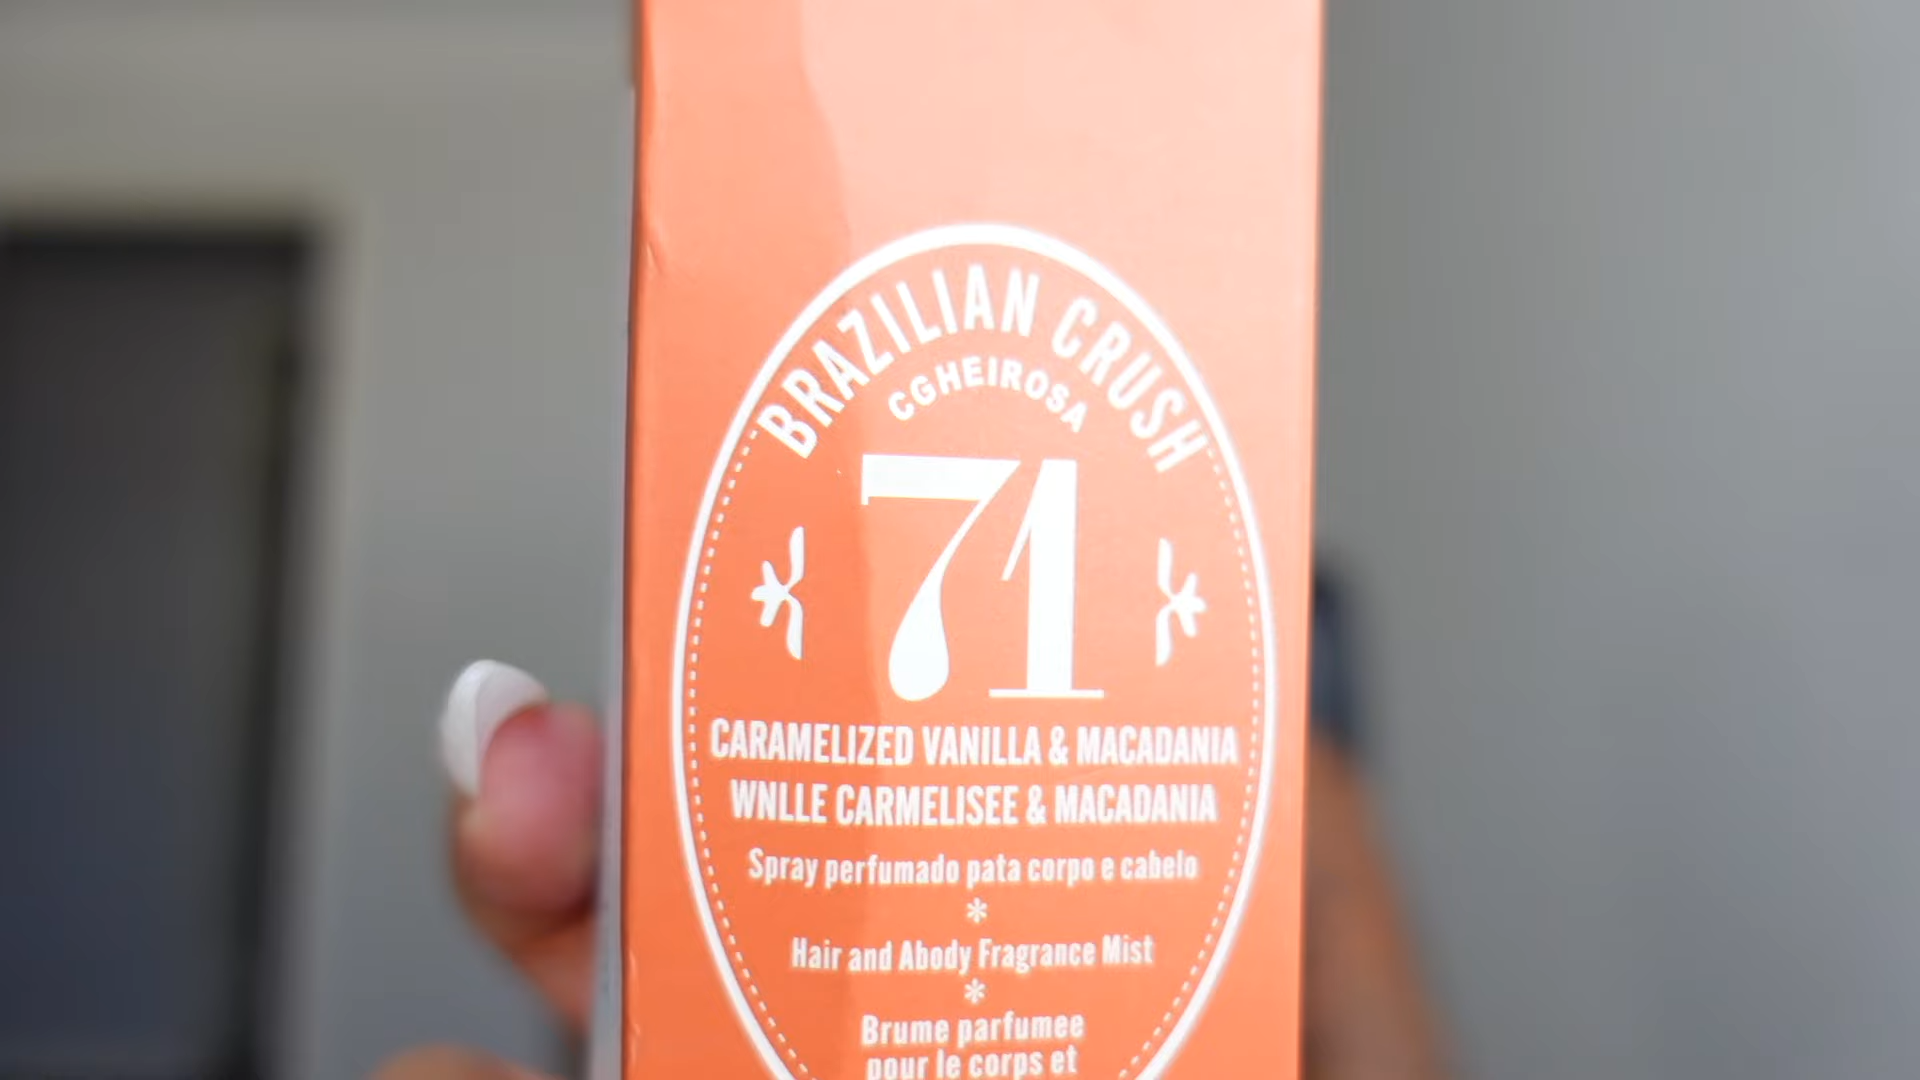 BRAZILIAN CRUSH
CGHEIROSA
71
CARAMELIZED VANILLA & MACADANIA
WNLLE CARMELISEE & MACADANIA
Spray perfumado pata corpo e cabelo
*
Hair and Abody Fragrance Mist
*
Brume parfumee
pour le corps et